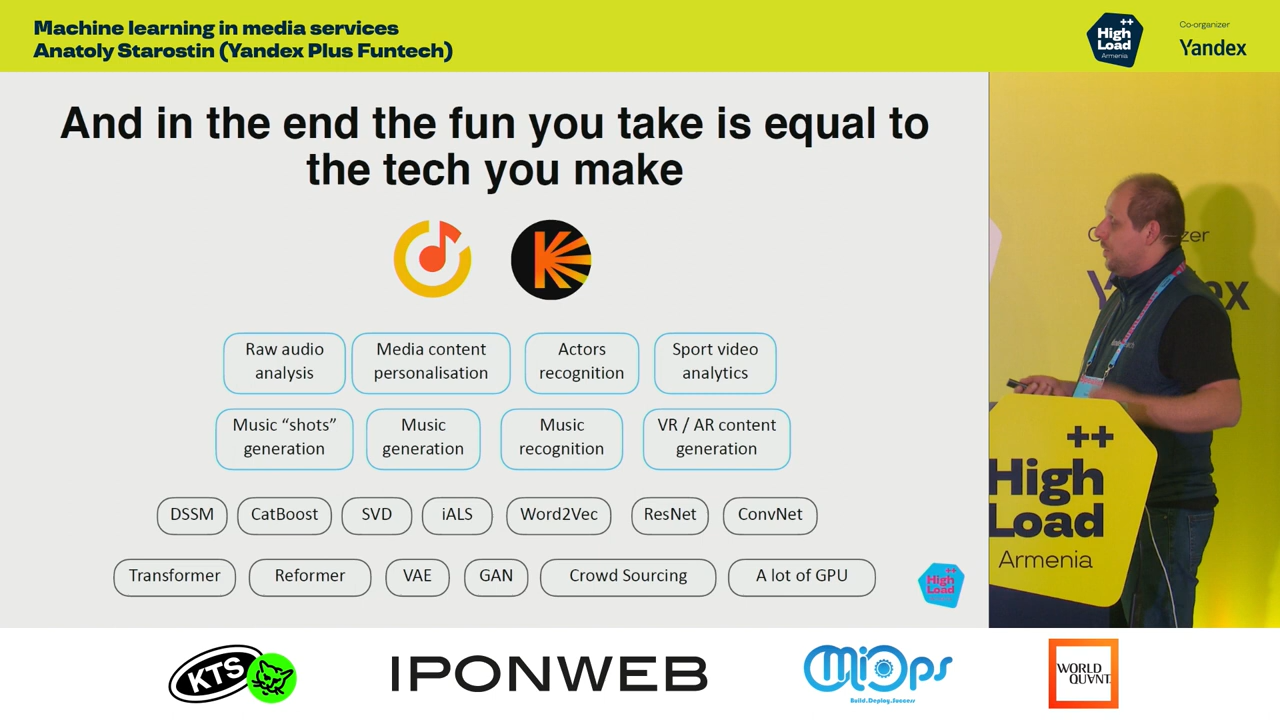 Machine learning in media services
Anatoly Starostin (Yandex Plus Funtech)
++
High
Load
Armenia
Co-organizer
Yandex
And in the end the fun you take is equal to
the tech you make
Raw audio
analysis
Media content
personalisation
Actors
recognition
Sport video
analytics
Music “shots”
generation
Music
generation
Music
recognition
VR / AR content
generation
DSSM
CatBoost
SVD
iALS
Word2Vec
ResNet
ConvNet
Transformer
Reformer
VAE
GAN
Crowd Sourcing
A lot of GPU
++
High
Load
++
High
Load
Armenia
KTS
IPONWEB
MiOps
Build.Deploy.Success
WORLD
QUANT